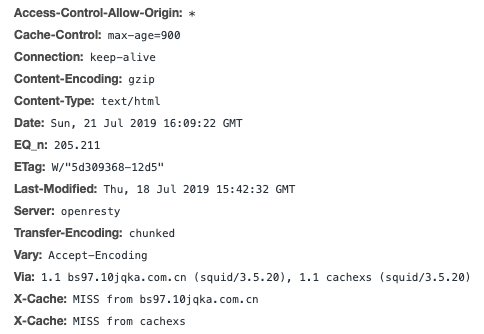 Access-Control-Allow-Origin: *
Cache-Control: max-age=900
Connection: keep-alive
Content-Encoding: gzip
Content-Type: text/html
Date: Sun, 21 Jul 2019 16:09:22 GMT
EQ_n: 205.211
ETag: W/"5d309368-12d5"
Last-Modified: Thu, 18 Jul 2019 15:42:32 GMT
Server: openresty
Transfer-Encoding: chunked
Vary: Accept-Encoding
Via: 1.1 bs97.10jqka.com.cn (squid/3.5.20), 1.1 cachexs (squid/3.5.20)
X-Cache: MISS from bs97.10jqka.com.cn
X-Cache: MISS from cachexs